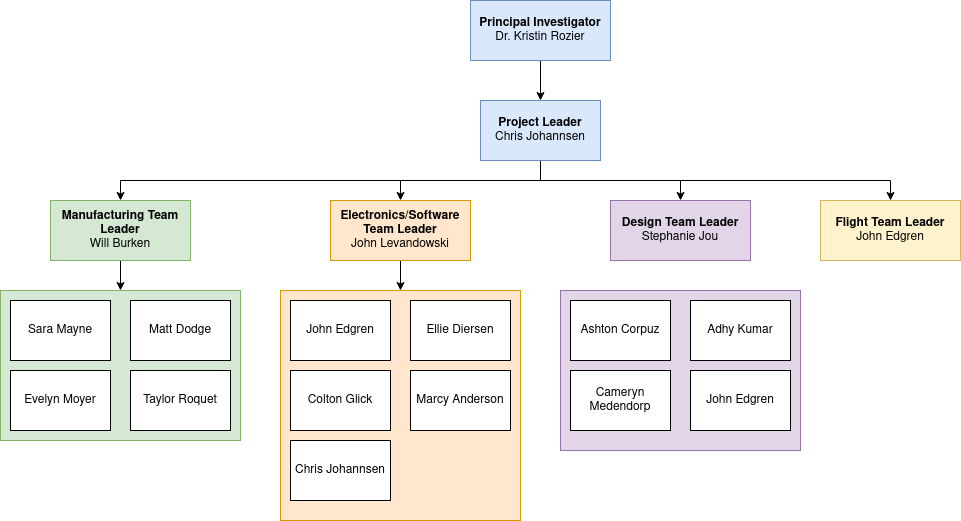 Principal Investigator
Dr. Kristin Rozier
Project Leader
Chris Johannsen
Manufacturing Team
Leader
Will Burken
Electronics/Software
Team Leader
John Levandowski
Design Team Leader
Stephanie Jou
Flight Team Leader
John Edgren
Sara Mayne
Matt Dodge
Evelyn Moyer
Taylor Roquet
John Edgren
Ellie Diersen
Colton Glick
Marcy Anderson
Chris Johannsen
Ashton Corpuz
Adhy Kumar
Cameryn
Medendorp
John Edgren